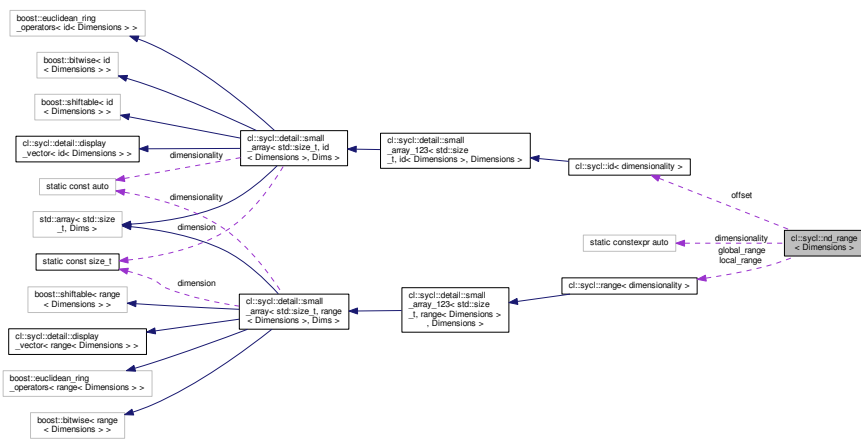 boost::euclidean_ring
_operators< id< Dimensions > >
boost::bitwise< id
< Dimensions > >
boost::shiftable< id
< Dimensions > >
cl::sycl::detail::display
_vector< id< Dimensions > >
static const auto
std::array< std::size
_t, Dims >
static const size_t
boost::shiftable< range
< Dimensions > >
cl::sycl::detail::display
_vector< range< Dimensions > >
boost::euclidean_ring
_operators< range< Dimensions > >
boost::bitwise< range
< Dimensions > >
dimensionality
dimensionality
dimension
dimension
cl::sycl::detail::small
_array< std::size_t, id
< Dimensions >, Dims >
cl::sycl::detail::small
_array< std::size_t, range
< Dimensions >, Dims >
cl::sycl::detail::small
_array_123< std::size
_t, id< Dimensions >, Dimensions >
cl::sycl::detail::small
_array_123< std::size
_t, range< Dimensions >
, Dimensions >
cl::sycl::id< dimensionality >
static constexpr auto
cl::sycl::range< dimensionality >
offset
dimensionality
global_range
local_range
cl::sycl::nd_range
< Dimensions >